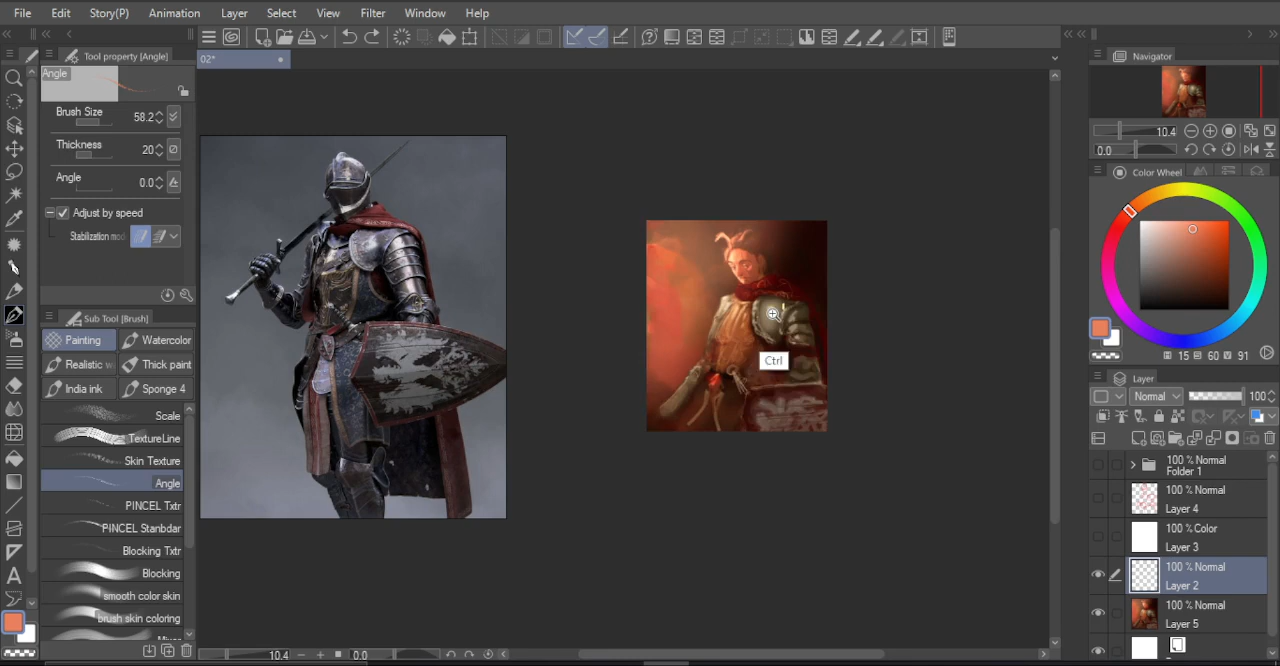 File Edit Story(P) Animation Layer Select View Filter Window Help
Tool property [Angle]
02*
Navigator
Angle
Brush Size 58.2
Thickness 20
Angle 0.0
Adjust by speed
Stabilization mod
10.4
0.0
Color Wheel
Ctrl
H 15 S 60 V 91
Sub Tool [Brush]
Painting Watercolor
Realistic w Thick paint
India ink Sponge 4
Scale
TextureLine
Skin Texture
Angle
PINCEL Txtr
PINCEL Stanbdar
Blocking Txtr
Blocking
smooth color skin
brush skin coloring
Mixer
Layer
Normal 100
100 % Normal
Folder 1
100 % Normal
Layer 4
100 % Color
Layer 3
100 % Normal
Layer 2
100 % Normal
Layer 5
10.4 0.0